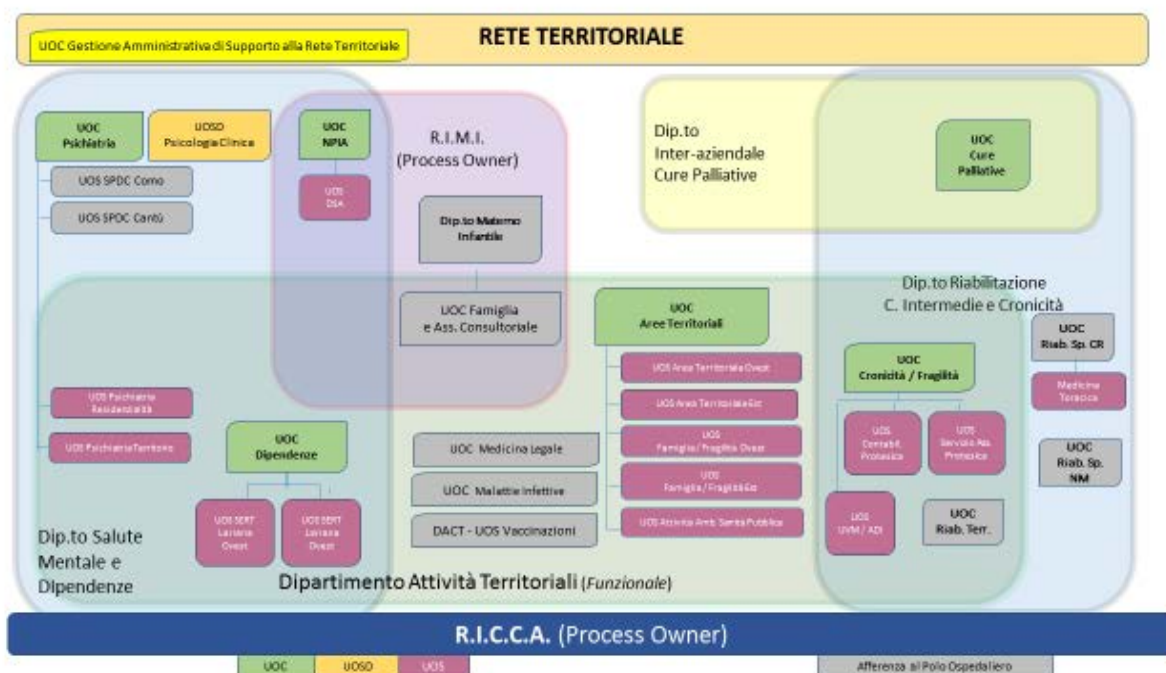 RETE TERRITORIALE
UOC Gestione Amministrativa di Supporto alla Rete Territoriale
UOC
Psichiatria
UOSD
Psicologia Clinica
UOS SPDC Como
UOS SPDC Cantù
UOS Psichiatria
Residenzialità
UOS Psichiatria Territorio
UOC
NPIA
UOS
DSA
R.I.M.I.
(Process Owner)
Dip.to Materno
Infantile
UOC Famiglia
e Ass. Consultoriale
Dip.to
Inter-aziendale
Cure Palliative
UOC
Cure
Palliative
Dip.to Riabilitazione
C. Intermedie e Cronicità
UOC
Aree Territoriali
UOS Area Territoriale Ovest
UOS Area Territoriale Est
UOS
Famiglia / Fragilità Ovest
UOS
Famiglia / Fragilità Est
UOS Attività Amb. Sanità Pubblica
UOC
Cronicità / Fragilità
UOS
Contabil.
Protesica
UOS
Servizio Ass.
Protesica
UOS
UVM / ADI
UOC
Riab. Terr.
UOC
Riab. Sp. CR
Medicina
Toracica
UOC
Riab. Sp.
NM
UOC
Dipendenze
UOS SERT
Lariana
Ovest
UOS SERT
Lariana
Ovest
UOC Medicina Legale
UOC Malattie Infettive
DACT - UOS Vaccinazioni
Dip.to Salute
Mentale e
Dipendenze
Dipartimento Attività Territoriali (Funzionale)
R.I.C.C.A. (Process Owner)
UOC
UOSD
UOS
Afferenza al Polo Ospedaliero